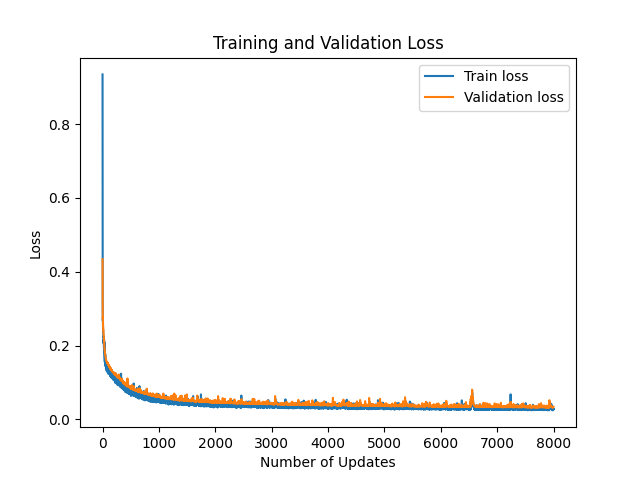 Training and Validation Loss
Train loss
Validation loss
Loss
0.8
0.6
0.4
0.2
0.0
0 1000 2000 3000 4000 5000 6000 7000 8000
Number of Updates